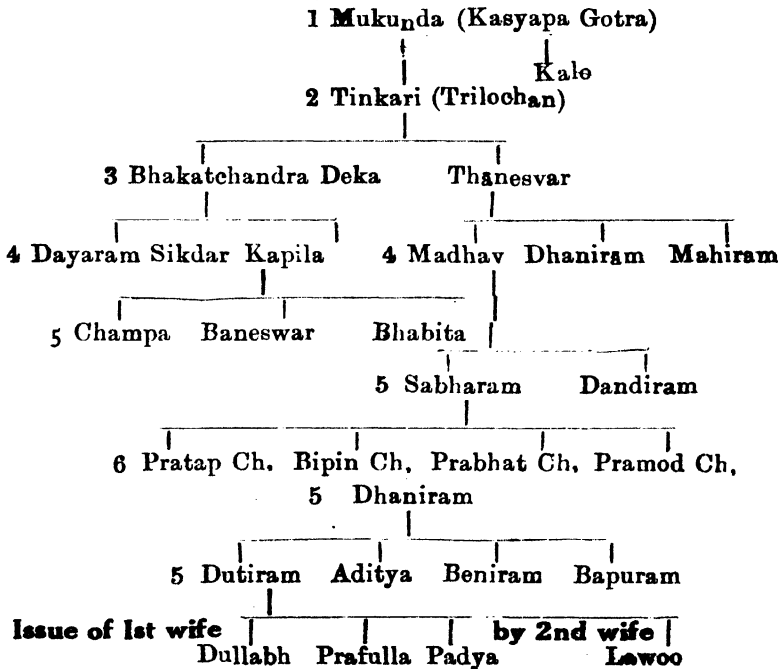 1 Mukunda (Kasyapa Gotra)
Kalo
2 Tinkari (Trilochan)
3 Bhakatchandra Deka Thanesvar
4 Dayaram Sikdar Kapila 4 Madhav Dhaniram Mahiram
5 Champa Baneswar Bhabita
5 Sabharam Dandiram
6 Pratap Ch. Bipin Ch, Prabhat Ch, Pramod Ch,
5 Dhaniram
5 Dutiram Aditya Beniram Bapuram
Issue of Ist wife by 2nd wife
Dullabh Prafulla Padya Lawoo